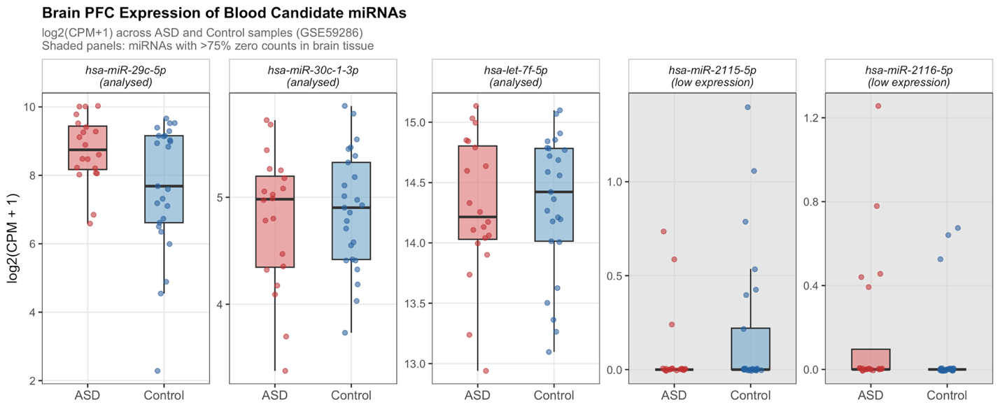 Brain PFC Expression of Blood Candidate miRNAs
log2(CPM+1) across ASD and Control samples (GSE59286)
Shaded panels: miRNAs with >75% zero counts in brain tissue
hsa-miR-29c-5p
(analysed)
hsa-miR-30c-1-3p
(analysed)
hsa-let-7f-5p
(analysed)
hsa-miR-2115-5p
(low expression)
hsa-miR-2116-5p
(low expression)
log2(CPM + 1)
10
8
6
4
2
5
4
15.0
14.5
14.0
13.5
13.0
1.0
0.5
0.0
1.2
0.8
0.4
0.0
ASD Control
ASD Control
ASD Control
ASD Control
ASD Control